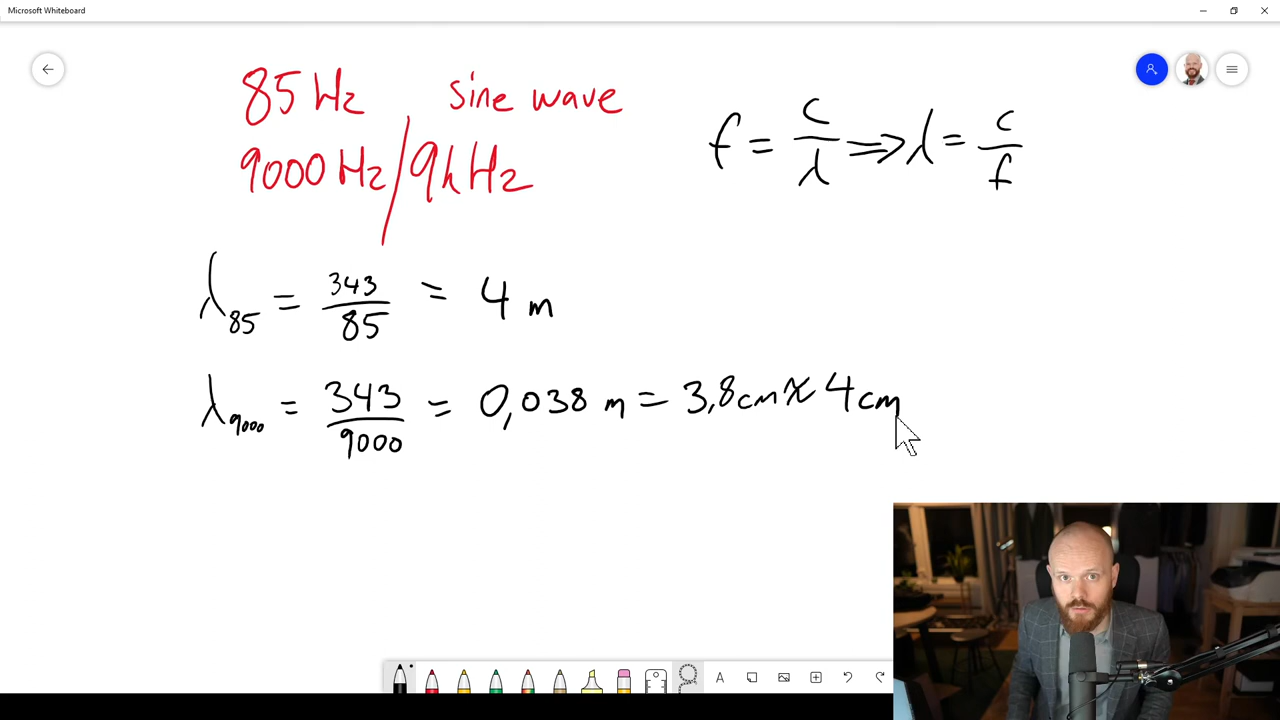 Microsoft Whiteboard
85 Hz sine wave
9000 Hz/9kHz
f = c/λ => λ = c/f
λ85 = 343/85 = 4 m
λ9000 = 343/9000 = 0,038 m = 3,8cm ≈ 4cm
A